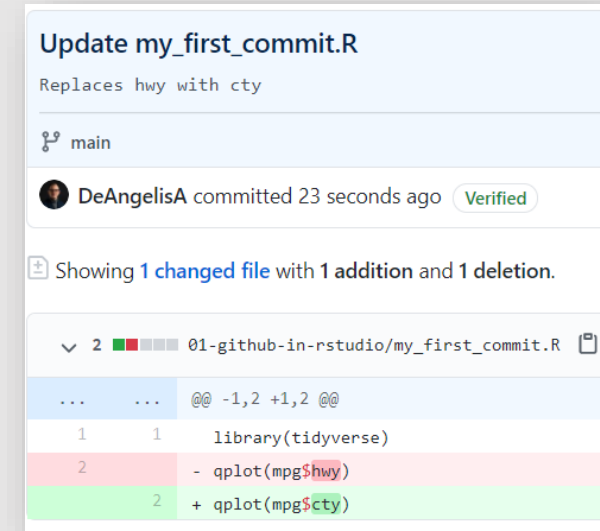 Update my_first_commit.R
Replaces hwy with cty
main
DeAngelisA committed 23 seconds ago Verified
Showing 1 changed file with 1 addition and 1 deletion.
2 01-github-in-rstudio/my_first_commit.R
... ... @@ -1,2 +1,2 @@
1 1 library(tidyverse)
2 - qplot(mpg$hwy)
2 + qplot(mpg$cty)